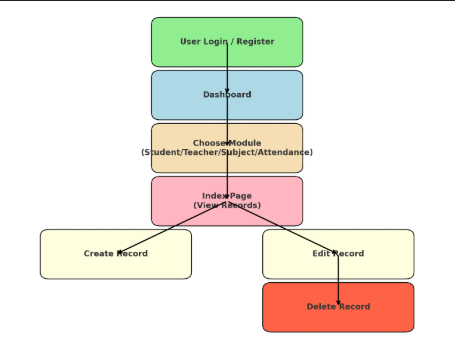 User Login / Register
Dashboard
Choose Module
(Student/Teacher/Subject/Attendance)
Index Page
(View Records)
Create Record
Edit Record
Delete Record